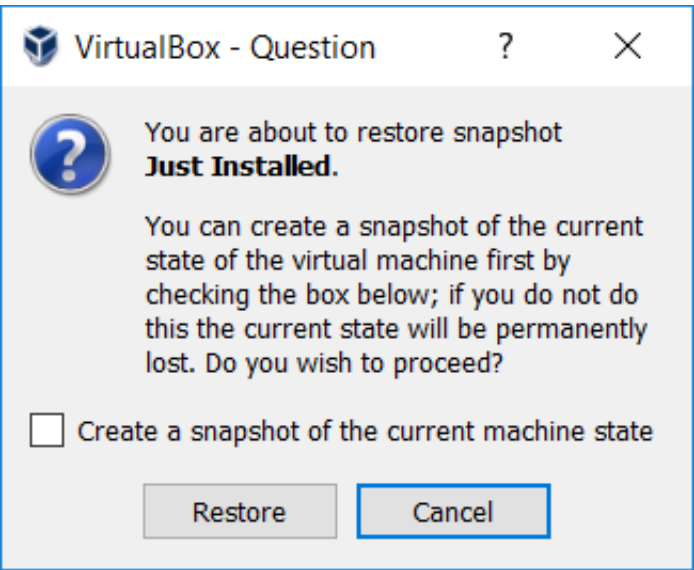 VirtualBox - Question ?
?
You are about to restore snapshot
Just Installed.
You can create a snapshot of the current
state of the virtual machine first by
checking the box below; if you do not do
this the current state will be permanently
lost. Do you wish to proceed?
Create a snapshot of the current machine state
Restore Cancel